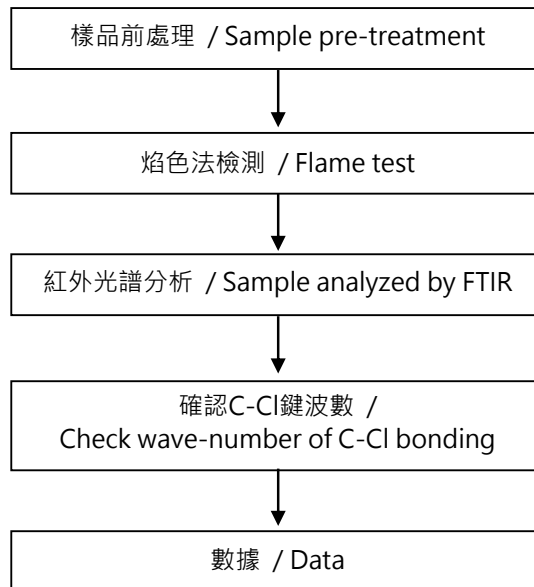 樣品前處理 / Sample pre-treatment
焰色法檢測 / Flame test
紅外光譜分析 / Sample analyzed by FTIR
確認C-Cl鍵波數 /
Check wave-number of C-Cl bonding
數據 / Data